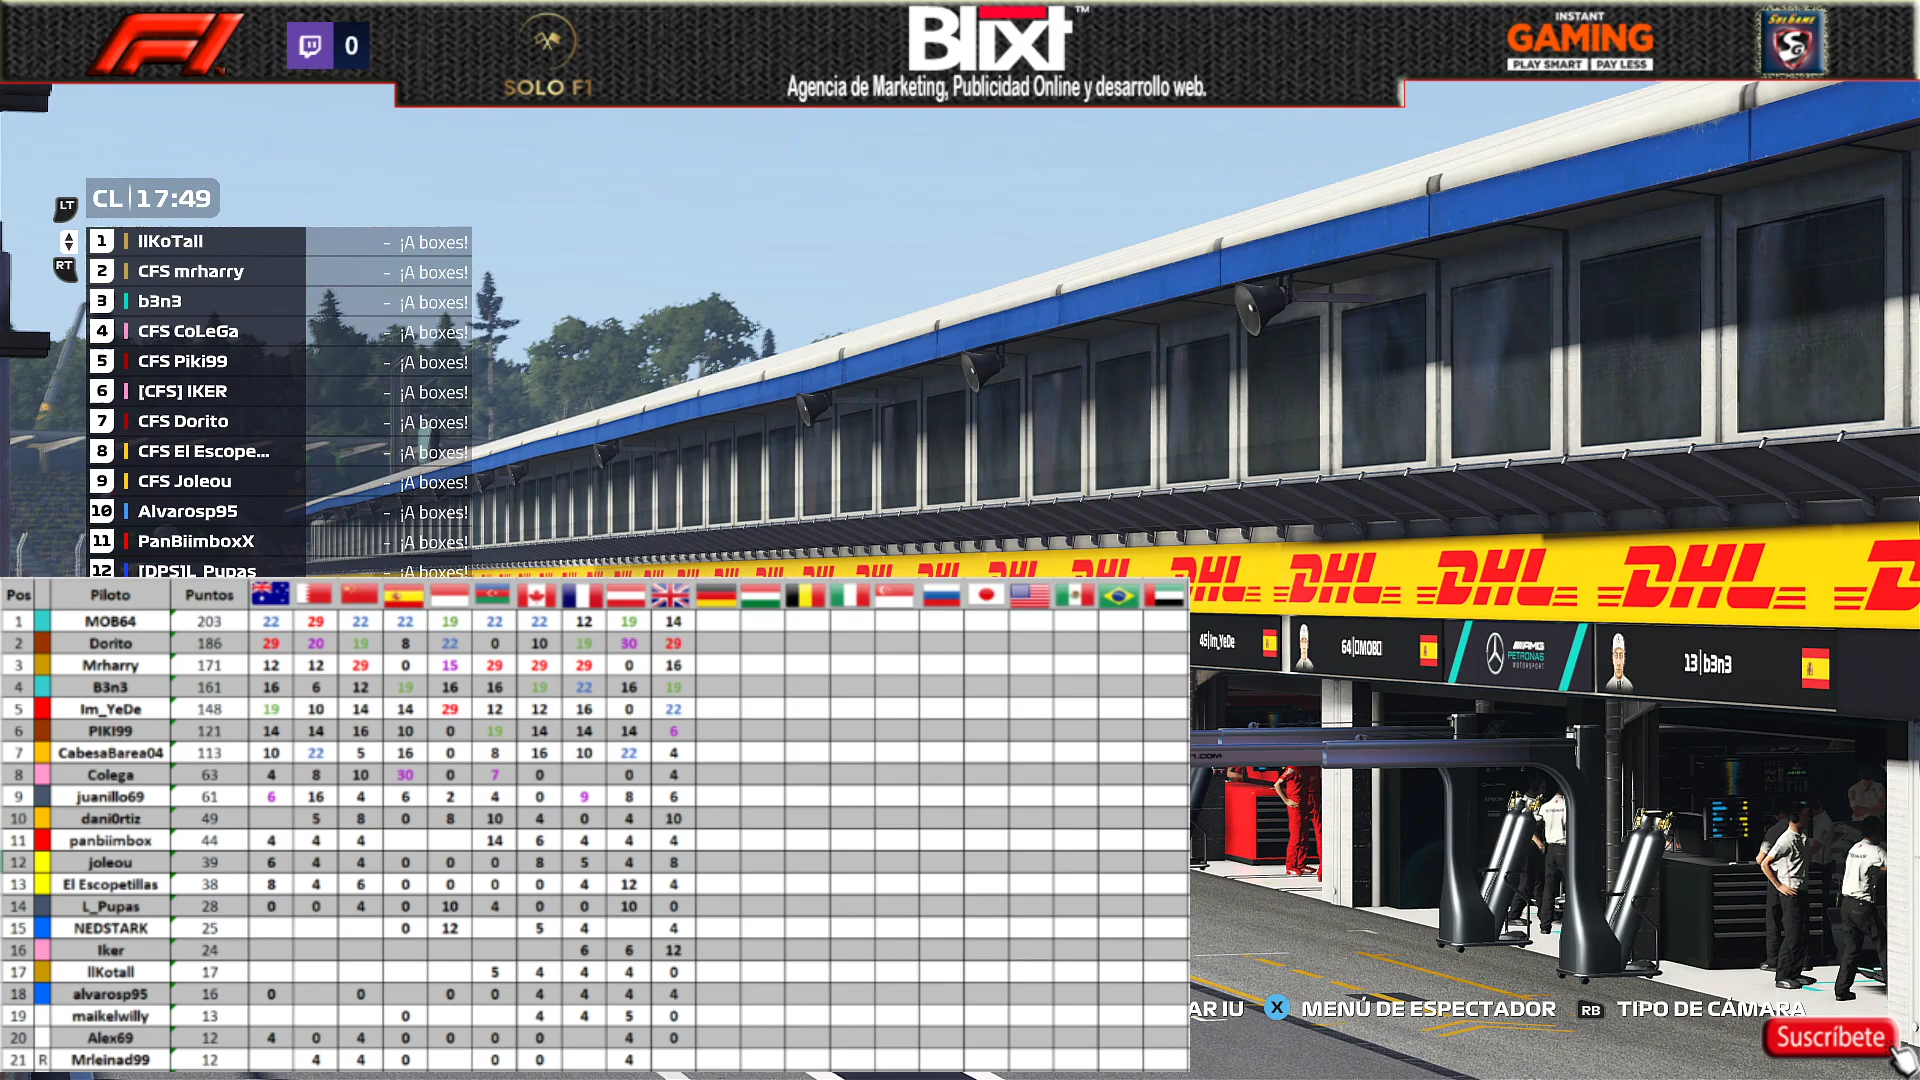 F1
0
SOLO F1
Blixt™
Agencia de Marketing, Publicidad Online y desarrollo web.
INSTANT
GAMING
PLAY SMART | PAY LESS
SG
CL | 17:49
LT
RT
1 llKoTall – ¡A boxes!
2 CFS mrharry – ¡A boxes!
3 b3n3 – ¡A boxes!
4 CFS CoLeGa – ¡A boxes!
5 CFS Piki99 – ¡A boxes!
6 [CFS] IKER – ¡A boxes!
7 CFS Dorito – ¡A boxes!
8 CFS El Escope... – ¡A boxes!
9 CFS Joleou – ¡A boxes!
10 Alvarosp95 – ¡A boxes!
11 PanBiimboxX – ¡A boxes!
12 [DPS]L_Pupas – ¡A boxes!
Pos Piloto Puntos
1 MOB64 203 22 29 22 22 19 22 22 12 19 14
2 Dorito 186 29 20 19 8 22 0 10 19 30 29
3 Mrharry 171 12 12 29 0 15 29 29 29 0 16
4 B3n3 161 16 6 12 19 16 16 19 22 16 19
5 Im_YeDe 148 19 10 14 14 29 12 12 16 0 22
6 PIKI99 121 14 14 16 10 0 19 14 14 14 6
7 CabesaBarea04 113 10 22 5 16 0 8 16 10 22 4
8 Colega 63 4 8 10 30 0 7 0 0 4
9 juanillo69 61 6 16 4 6 2 4 0 9 8 6
10 dani0rtiz 49 5 8 0 8 10 4 0 4 10
11 panbiimbox 44 4 4 4 14 6 4 4 4
12 joleou 39 6 4 4 0 0 0 8 5 4 8
13 El Escopetillas 38 8 4 6 0 0 0 0 4 12 4
14 L_Pupas 28 0 0 4 0 10 4 0 0 10 0
15 NEDSTARK 25 0 12 5 4 4
16 Iker 24 6 6 12
17 llKotall 17 5 4 4 4 0
18 alvarosp95 16 0 0 0 0 4 4 4 4
19 maikelwilly 13 0 4 4 5 0
20 Alex69 12 4 0 4 0 0 0 0 4 0
21 R Mrleinad99 12 4 4 0 0 0 4
DHL DHL DHL DHL DHL
45|Im_YeDe
64|MOB0
AMG
PETRONAS
MOTORSPORT
13|b3n3
AR IU X MENÚ DE ESPECTADOR RB TIPO DE CÁMARA
Suscríbete